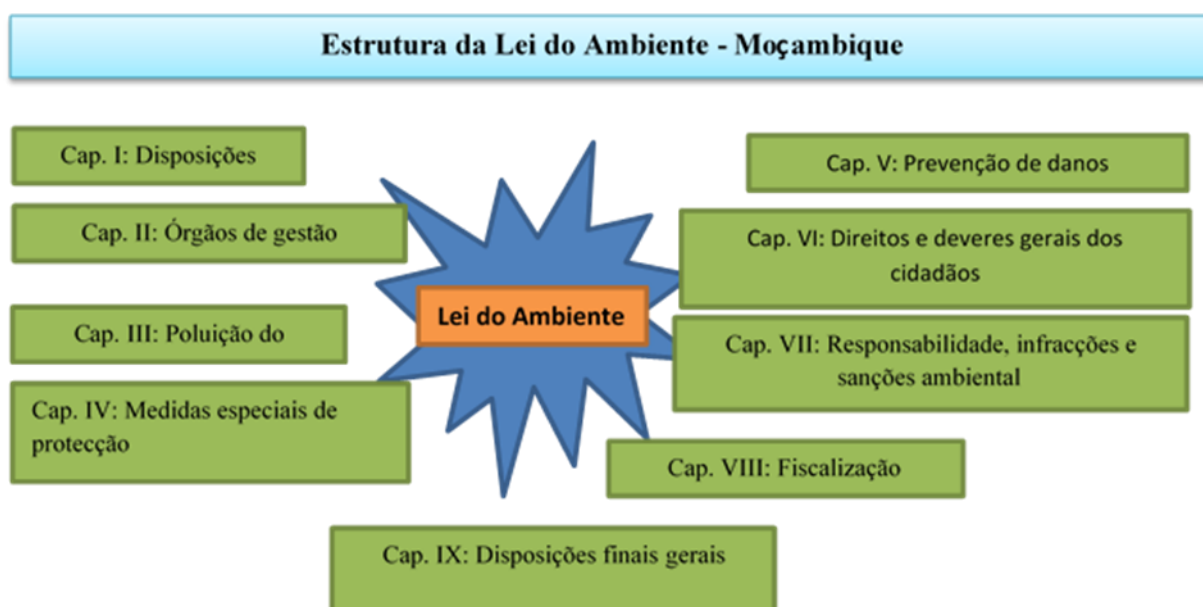 Estrutura da Lei do Ambiente - Moçambique
Cap. I: Disposições
Cap. II: Órgãos de gestão
Cap. III: Poluição do
Cap. IV: Medidas especiais de
protecção
Lei do Ambiente
Cap. V: Prevenção de danos
Cap. VI: Direitos e deveres gerais dos
cidadãos
Cap. VII: Responsabilidade, infracções e
sanções ambiental
Cap. VIII: Fiscalização
Cap. IX: Disposições finais gerais